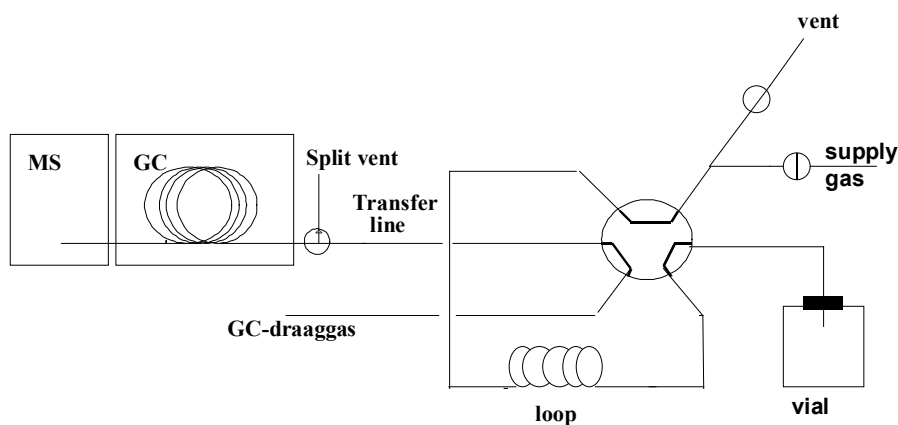 vent
MS
GC
Split vent
supply
gas
Transfer
line
GC-draaggas
loop
vial